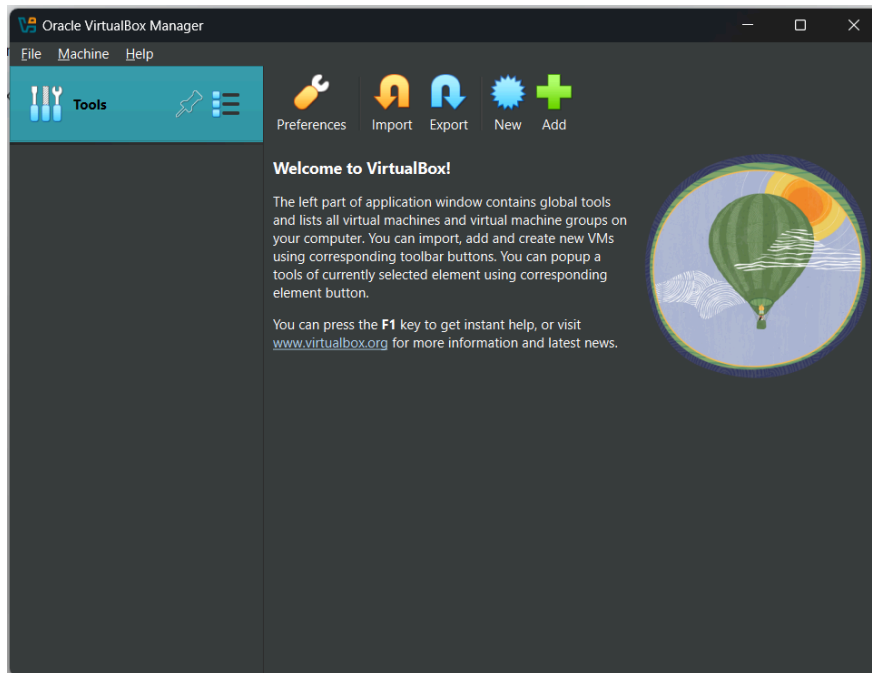 Oracle VirtualBox Manager
File Machine Help
Tools
Preferences Import Export New Add
Welcome to VirtualBox!
The left part of application window contains global tools
and lists all virtual machines and virtual machine groups on
your computer. You can import, add and create new VMs
using corresponding toolbar buttons. You can popup a
tools of currently selected element using corresponding
element button.
You can press the F1 key to get instant help, or visit
www.virtualbox.org for more information and latest news.